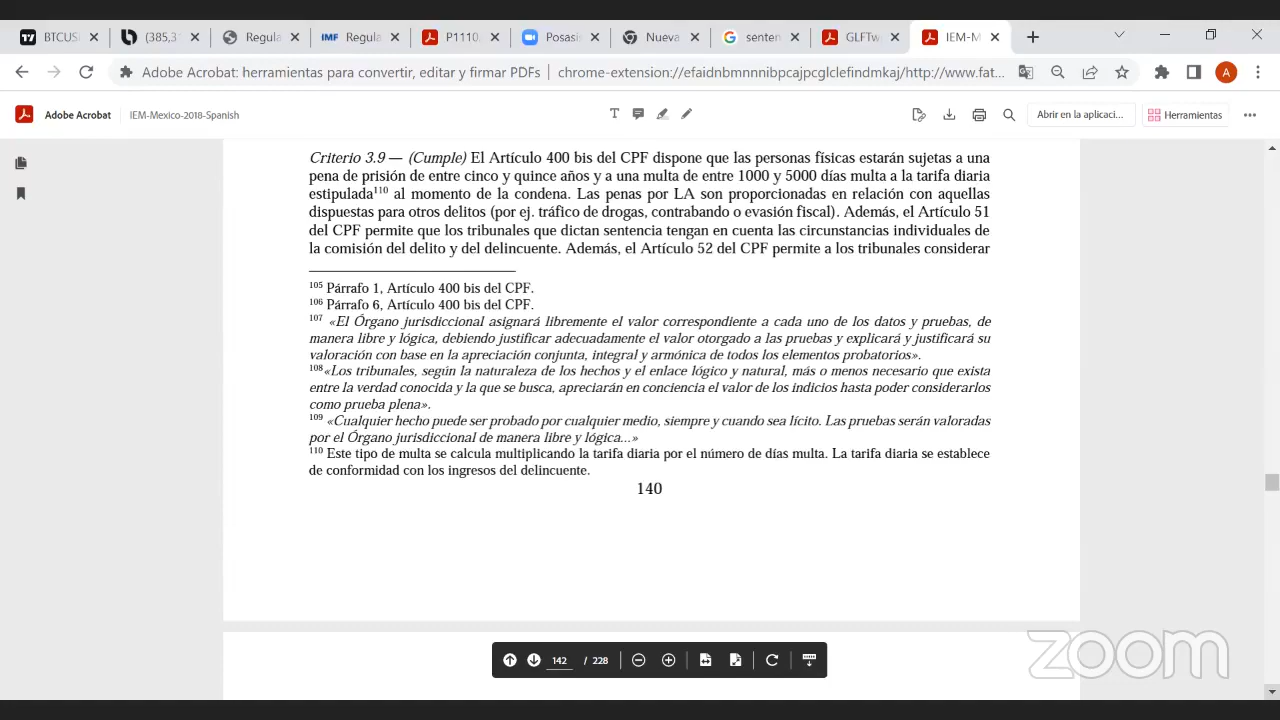 BTCUS
(385,3
Regula
IMF Regula
P1110.
Posasis
Nueva
senten
GLFTw
IEM-M
Adobe Acrobat: herramientas para convertir, editar y firmar PDFs | chrome-extension://efaidnbmnnnibpcajpcglclefindmkaj/http://www.fat... A
Adobe Acrobat IEM-Mexico-2018-Spanish T Abrir en la aplicaci... Herramientas
Criterio 3.9 — (Cumple) El Artículo 400 bis del CPF dispone que las personas físicas estarán sujetas a una
pena de prisión de entre cinco y quince años y a una multa de entre 1000 y 5000 días multa a la tarifa diaria
estipulada¹¹⁰ al momento de la condena. Las penas por LA son proporcionadas en relación con aquellas
dispuestas para otros delitos (por ej. tráfico de drogas, contrabando o evasión fiscal). Además, el Artículo 51
del CPF permite que los tribunales que dictan sentencia tengan en cuenta las circunstancias individuales de
la comisión del delito y del delincuente. Además, el Artículo 52 del CPF permite a los tribunales considerar
¹⁰⁵ Párrafo 1, Artículo 400 bis del CPF.
¹⁰⁶ Párrafo 6, Artículo 400 bis del CPF.
¹⁰⁷ «El Órgano jurisdiccional asignará libremente el valor correspondiente a cada uno de los datos y pruebas, de
manera libre y lógica, debiendo justificar adecuadamente el valor otorgado a las pruebas y explicará y justificará su
valoración con base en la apreciación conjunta, integral y armónica de todos los elementos probatorios».
¹⁰⁸«Los tribunales, según la naturaleza de los hechos y el enlace lógico y natural, más o menos necesario que exista
entre la verdad conocida y la que se busca, apreciarán en conciencia el valor de los indicios hasta poder considerarlos
como prueba plena».
¹⁰⁹ «Cualquier hecho puede ser probado por cualquier medio, siempre y cuando sea lícito. Las pruebas serán valoradas
por el Órgano jurisdiccional de manera libre y lógica...»
¹¹⁰ Este tipo de multa se calcula multiplicando la tarifa diaria por el número de días multa. La tarifa diaria se establece
de conformidad con los ingresos del delincuente.
140
142 / 228
zoom